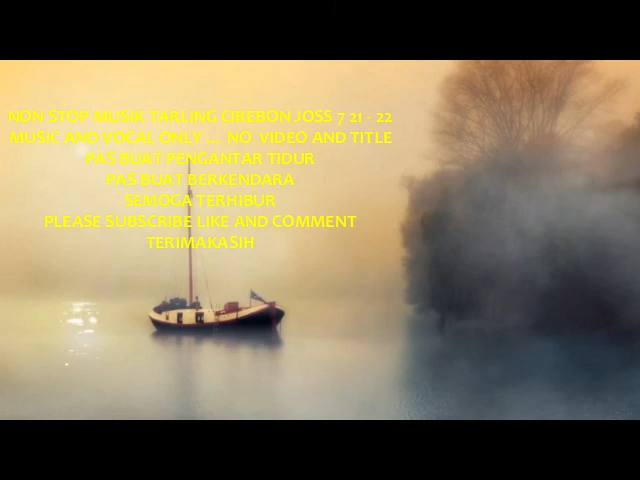 NON STOP MUSIK TARLING CIREBON JOSS 7 21 - 22
MUSIC AND VOCAL ONLY ... NO VIDEO AND TITLE
PAS BUAT PENGANTAR TIDUR
PAS BUAT BERKENDARA
SEMOGA TERHIBUR
PLEASE SUBSCRIBE LIKE AND COMMENT
TERIMAKASIH